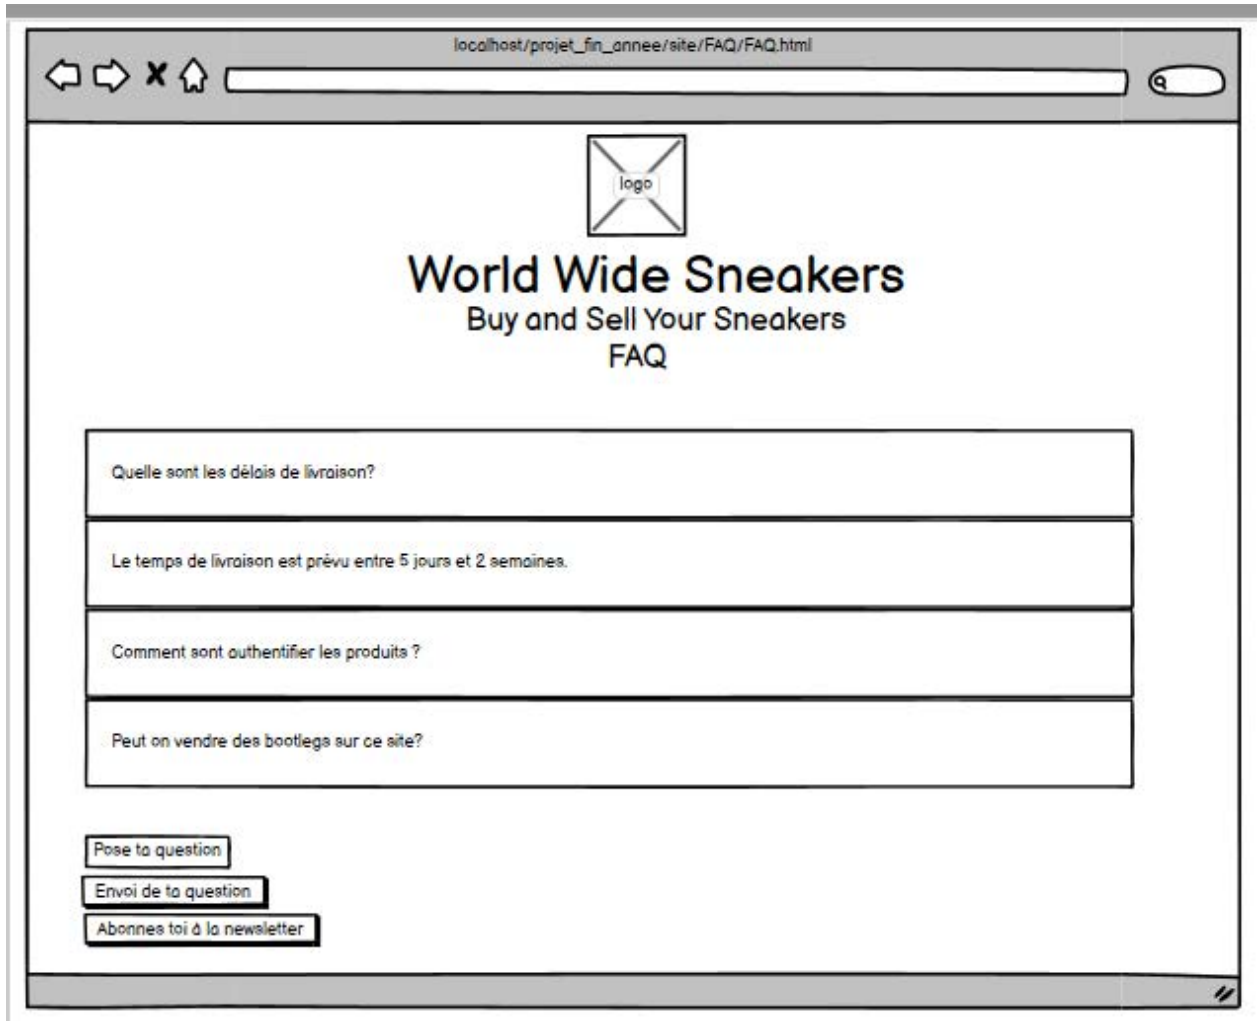 localhost/projet_fin_annee/site/FAQ/FAQ.html
logo
World Wide Sneakers
Buy and Sell Your Sneakers
FAQ
Quelle sont les délais de livraison?
Le temps de livraison est prévu entre 5 jours et 2 semaines.
Comment sont authentifier les produits ?
Peut on vendre des bootlegs sur ce site?
Pose ta question
Envoi de ta question
Abonnes toi à la newsletter